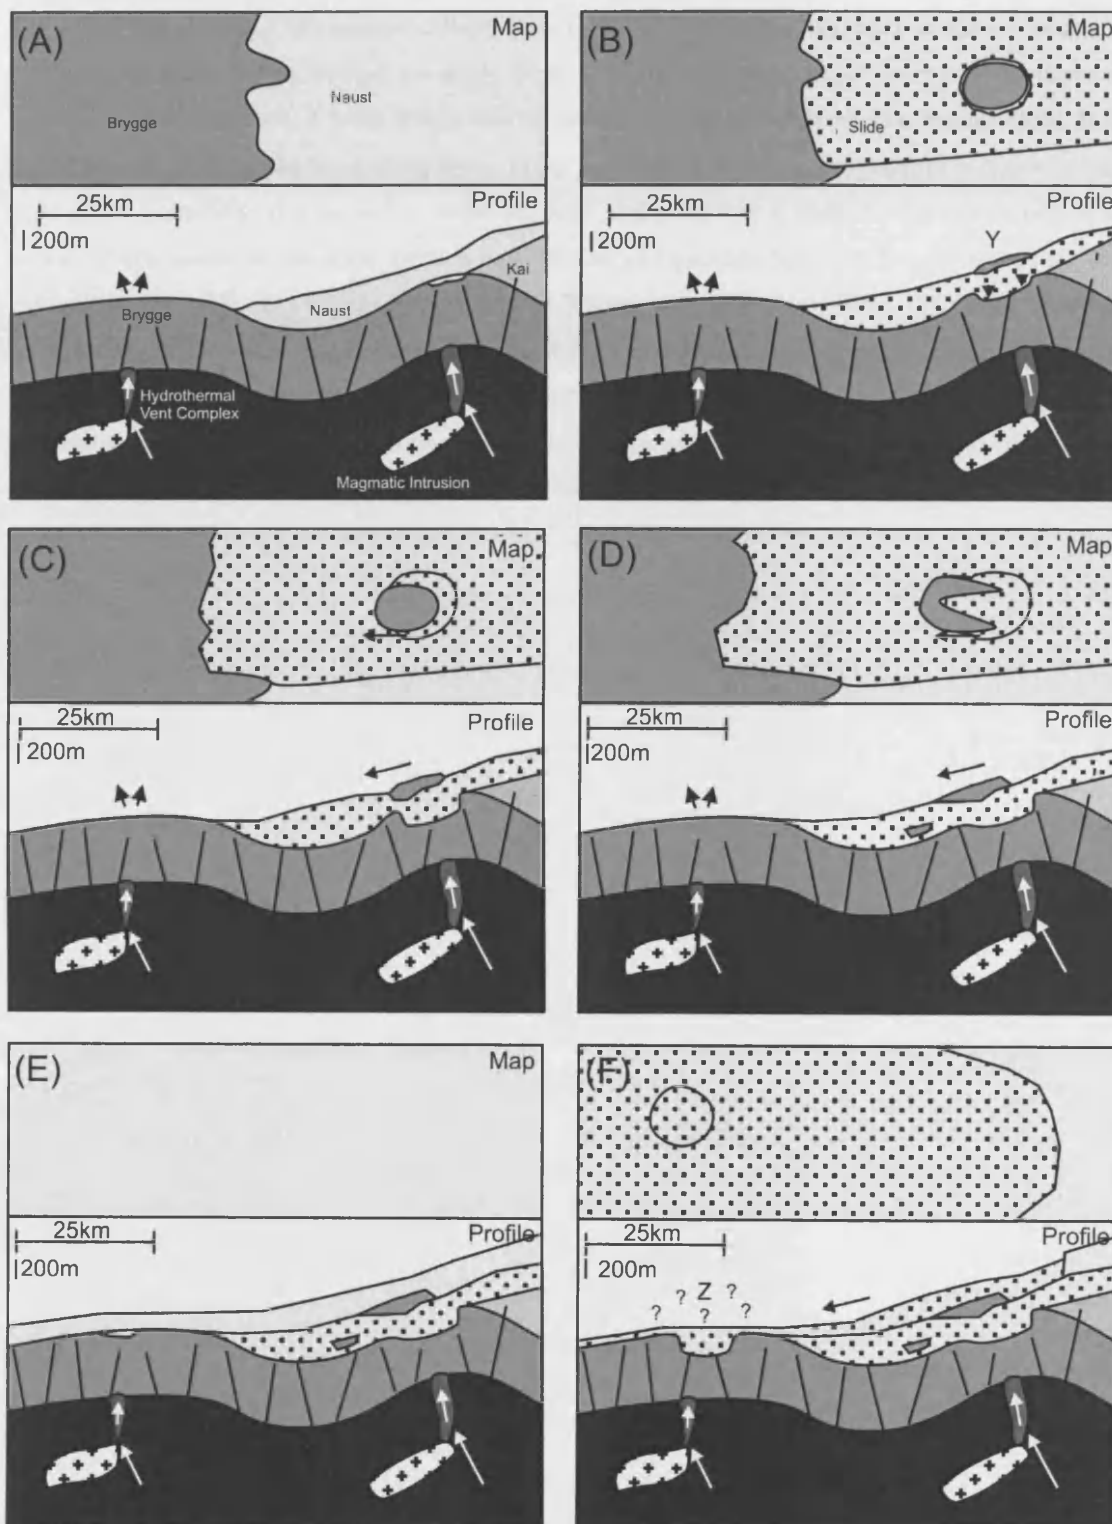 (A)
Map
Naust
Brygge
Profile
25km
200m
Kai
Brygge
Naust
Hydrothermal
Vent Complex
Magmatic Intrusion
(B)
Map
Slide
Profile
25km
200m
Y
(C)
Map
Profile
25km
200m
(D)
Map
Profile
25km
200m
(E)
Map
Profile
25km
200m
(F)
Profile
25km
200m
? Z ?
? ? ?